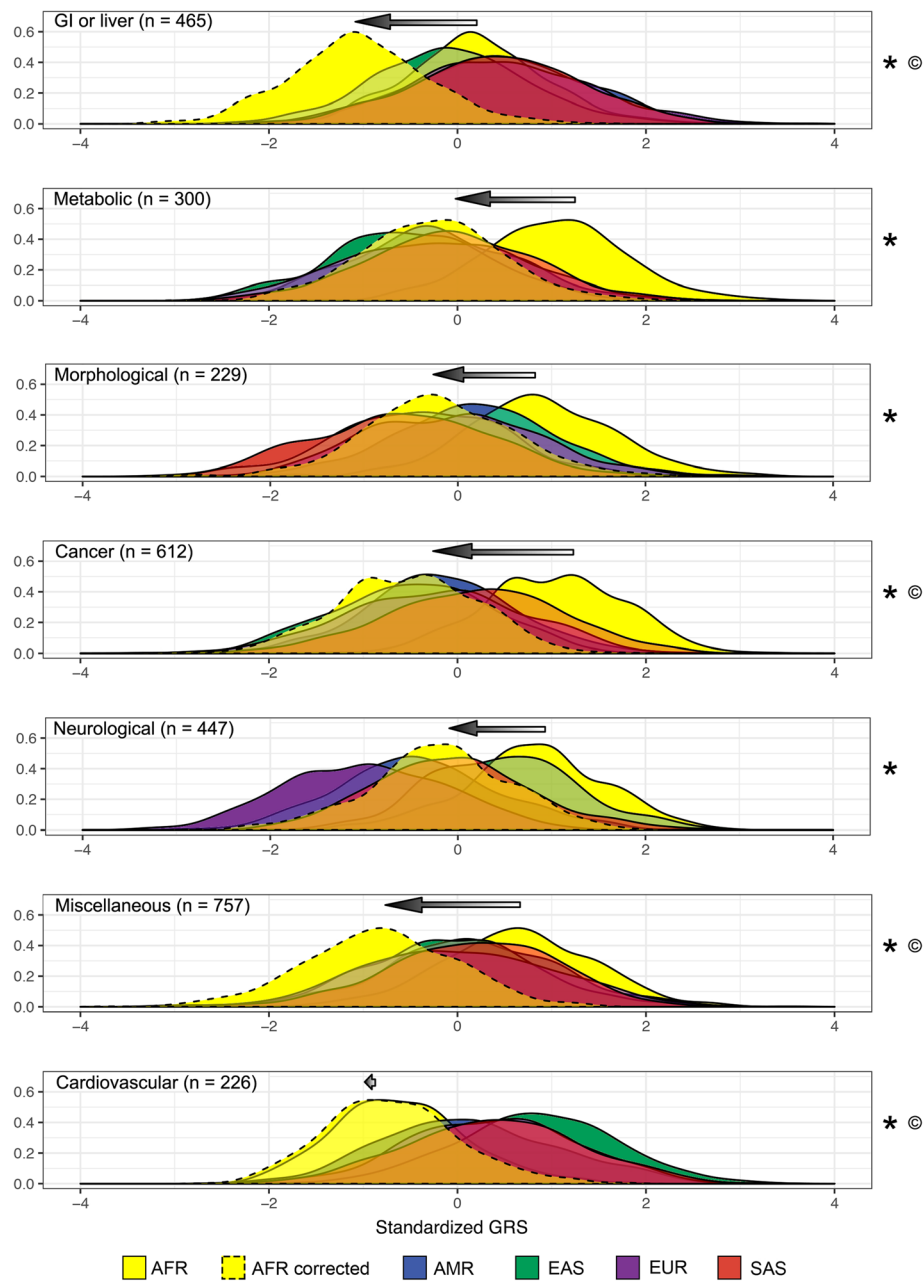 GI or liver (n = 465)
0.6
0.4
0.2
0.0
* ©
−4 −2 0 2 4
Metabolic (n = 300)
0.6
0.4
0.2
0.0
*
−4 −2 0 2 4
Morphological (n = 229)
0.6
0.4
0.2
0.0
*
−4 −2 0 2 4
Cancer (n = 612)
0.6
0.4
0.2
0.0
* ©
−4 −2 0 2 4
Neurological (n = 447)
0.6
0.4
0.2
0.0
*
−4 −2 0 2 4
Miscellaneous (n = 757)
0.6
0.4
0.2
0.0
* ©
−4 −2 0 2 4
Cardiovascular (n = 226)
0.6
0.4
0.2
0.0
* ©
−4 −2 0 2 4
Standardized GRS
AFR AFR corrected AMR EAS EUR SAS